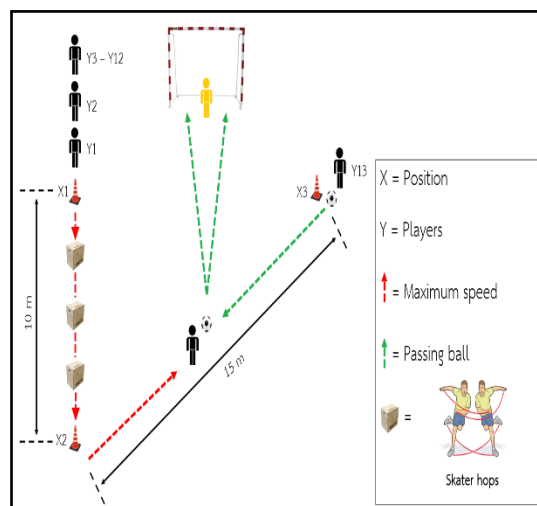 Y3 – Y12
Y2
Y1
X1
X3
Y13
10 m
15 m
X2
X = Position
Y = Players
= Maximum speed
= Passing ball
=
Skater hops